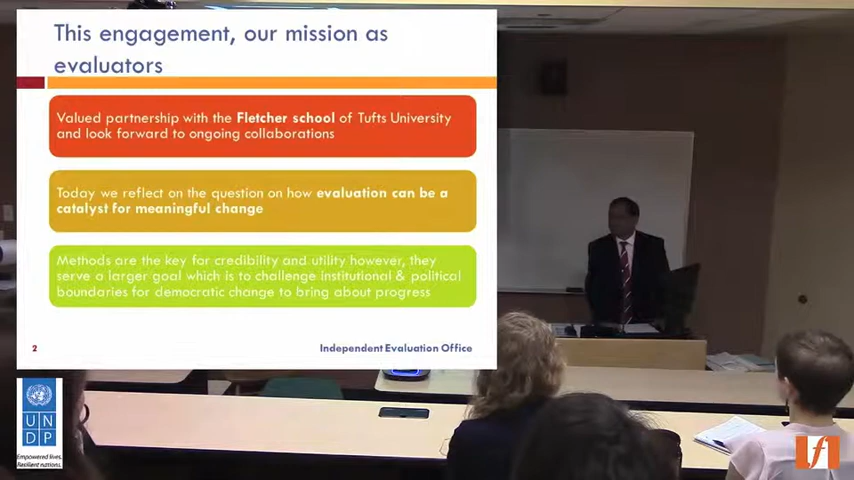 This engagement, our mission as
evaluators
Valued partnership with the Fletcher school of Tufts University
and look forward to ongoing collaborations
Today we reflect on the question on how evaluation can be a
catalyst for meaningful change
Methods are the key for credibility and utility however, they
serve a larger goal which is to challenge institutional & political
boundaries for democratic change to bring about progress
2
Independent Evaluation Office
U N
D P
Empowered lives.
Resilient nations.
f